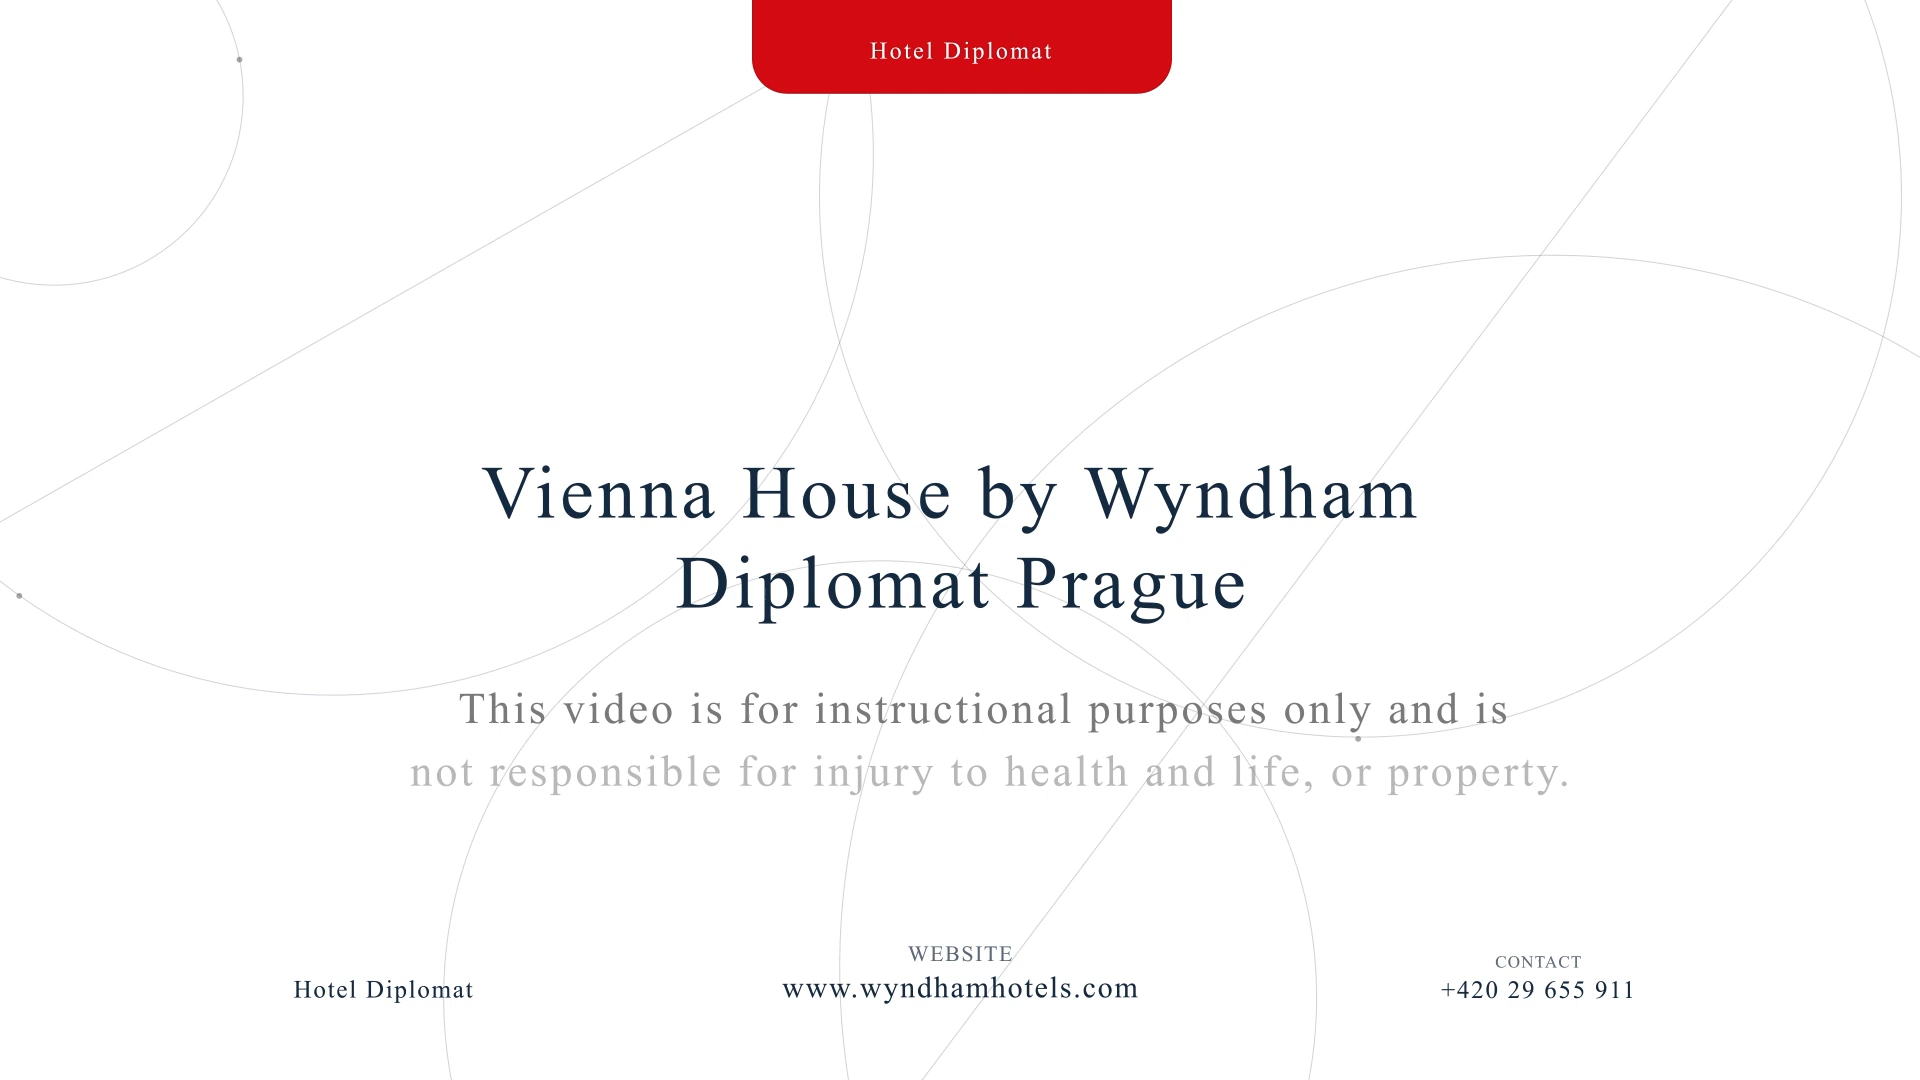 Hotel Diplomat
Vienna House by Wyndham
Diplomat Prague
This video is for instructional purposes only and is
not responsible for injury to health and life, or property.
Hotel Diplomat
WEBSITE
www.wyndhamhotels.com
CONTACT
+420 29 655 911